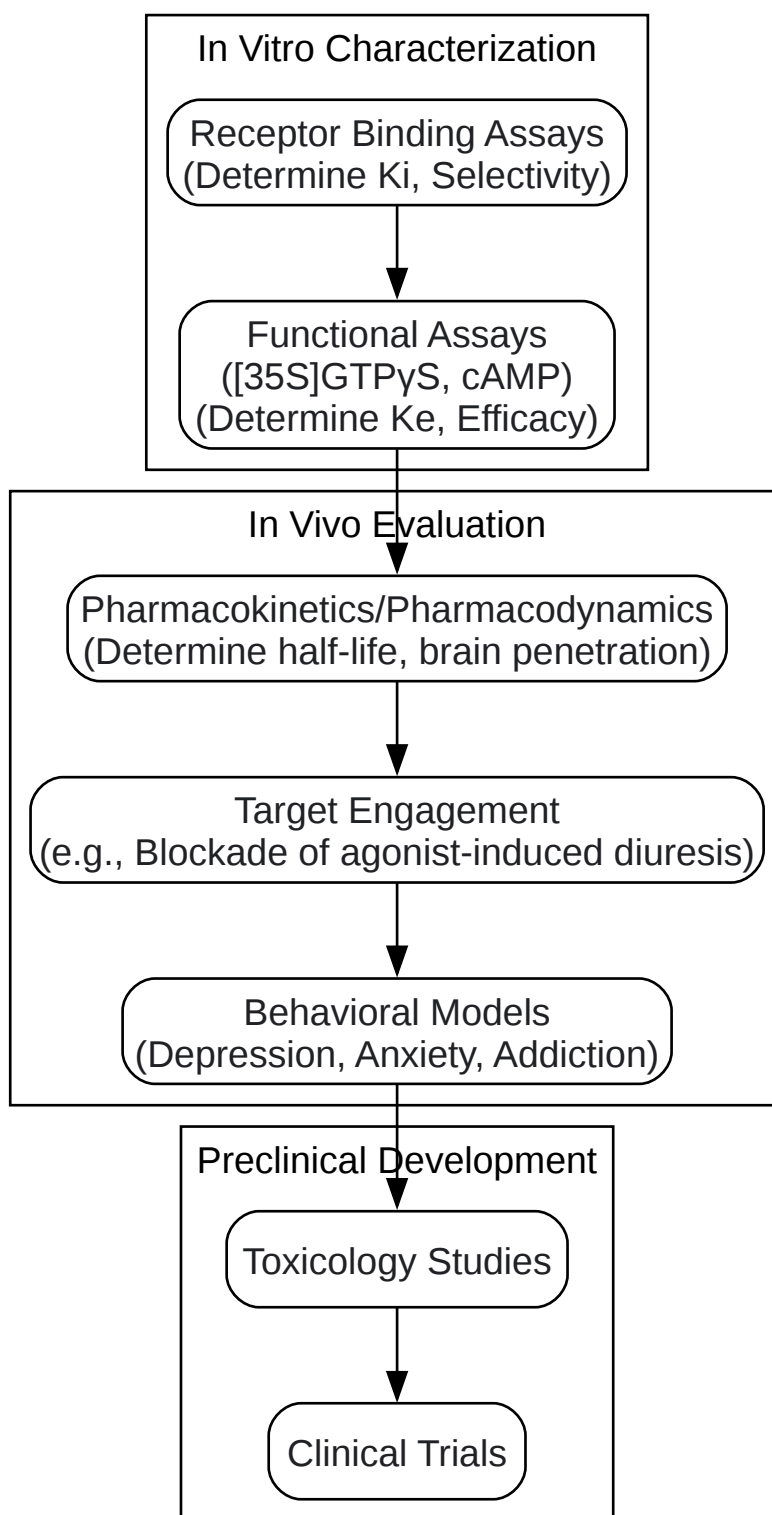 In Vitro Characterization
Receptor Binding Assays
(Determine Ki, Selectivity)
Functional Assays
([35S]GTPγS, cAMP)
(Determine Ke, Efficacy)
In Vivo Evaluation
Pharmacokinetics/Pharmacodynamics
(Determine half-life, brain penetration)
Target Engagement
(e.g., Blockade of agonist-induced diuresis)
Behavioral Models
(Depression, Anxiety, Addiction)
Preclinical Development
Toxicology Studies
Clinical Trials